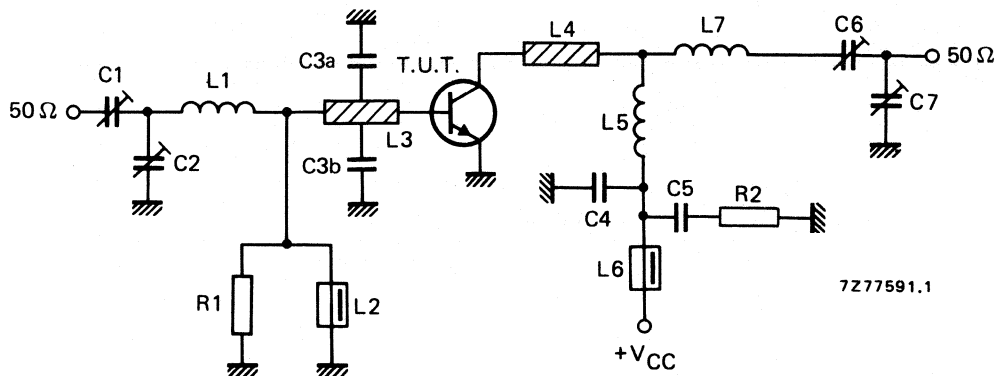 C3a
T.U.T.
L4
L7
C6
50 Ω
C1
L1
50 Ω
C2
L3
C3b
C7
L5
C4
C5
R2
R1
L2
L6
7Z77591.1
+VCC